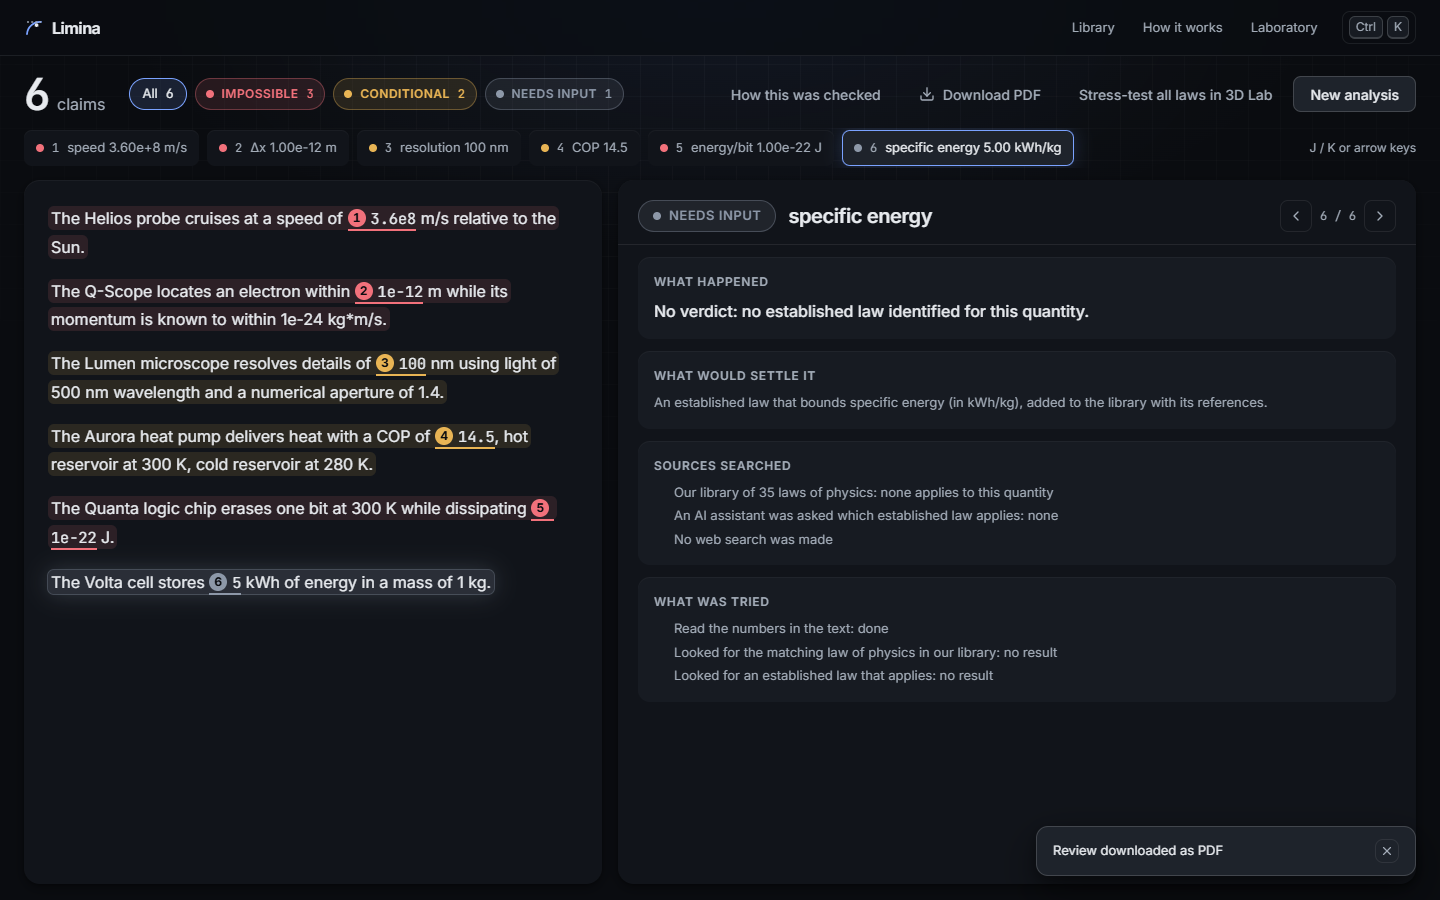 Limina
Library How it works Laboratory Ctrl K
6 claims All 6 IMPOSSIBLE 3 CONDITIONAL 2 NEEDS INPUT 1 How this was checked Download PDF Stress-test all laws in 3D Lab New analysis
1 speed 3.60e+8 m/s 2 Δx 1.00e-12 m 3 resolution 100 nm 4 COP 14.5 5 energy/bit 1.00e-22 J 6 specific energy 5.00 kWh/kg J / K or arrow keys
The Helios probe cruises at a speed of 1 3.6e8 m/s relative to the
Sun.
The Q-Scope locates an electron within 2 1e-12 m while its
momentum is known to within 1e-24 kg*m/s.
The Lumen microscope resolves details of 3 100 nm using light of
500 nm wavelength and a numerical aperture of 1.4.
The Aurora heat pump delivers heat with a COP of 4 14.5, hot
reservoir at 300 K, cold reservoir at 280 K.
The Quanta logic chip erases one bit at 300 K while dissipating 5
1e-22 J.
The Volta cell stores 6 5 kWh of energy in a mass of 1 kg.
NEEDS INPUT specific energy 6 / 6
WHAT HAPPENED
No verdict: no established law identified for this quantity.
WHAT WOULD SETTLE IT
An established law that bounds specific energy (in kWh/kg), added to the library with its references.
SOURCES SEARCHED
Our library of 35 laws of physics: none applies to this quantity
An AI assistant was asked which established law applies: none
No web search was made
WHAT WAS TRIED
Read the numbers in the text: done
Looked for the matching law of physics in our library: no result
Looked for an established law that applies: no result
Review downloaded as PDF